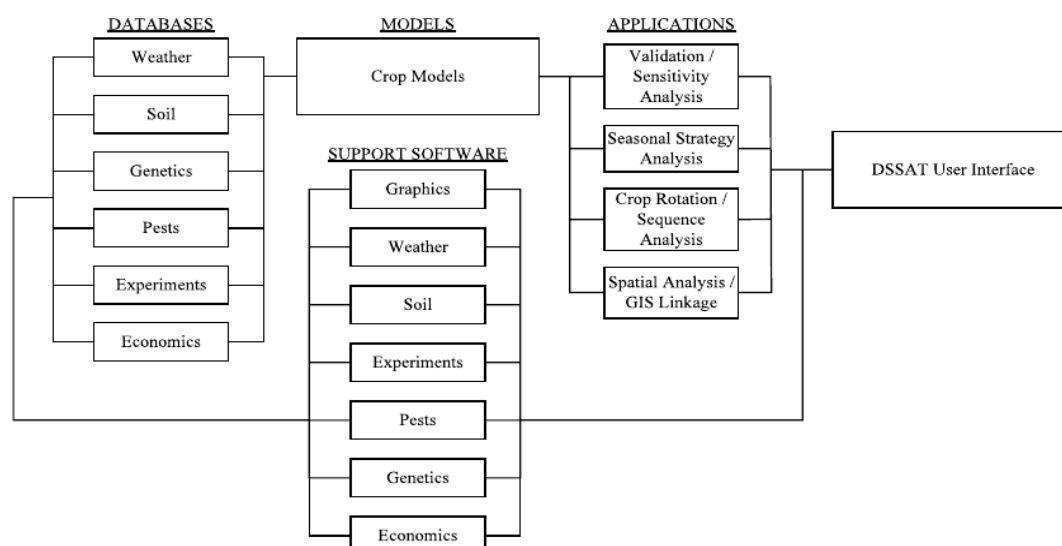 DATABASES
Weather
Soil
Genetics
Pests
Experiments
Economics
MODELS
Crop Models
SUPPORT SOFTWARE
Graphics
Weather
Soil
Experiments
Pests
Genetics
Economics
APPLICATIONS
Validation /
Sensitivity
Analysis
Seasonal Strategy
Analysis
Crop Rotation /
Sequence
Analysis
Spatial Analysis /
GIS Linkage
DSSAT User Interface